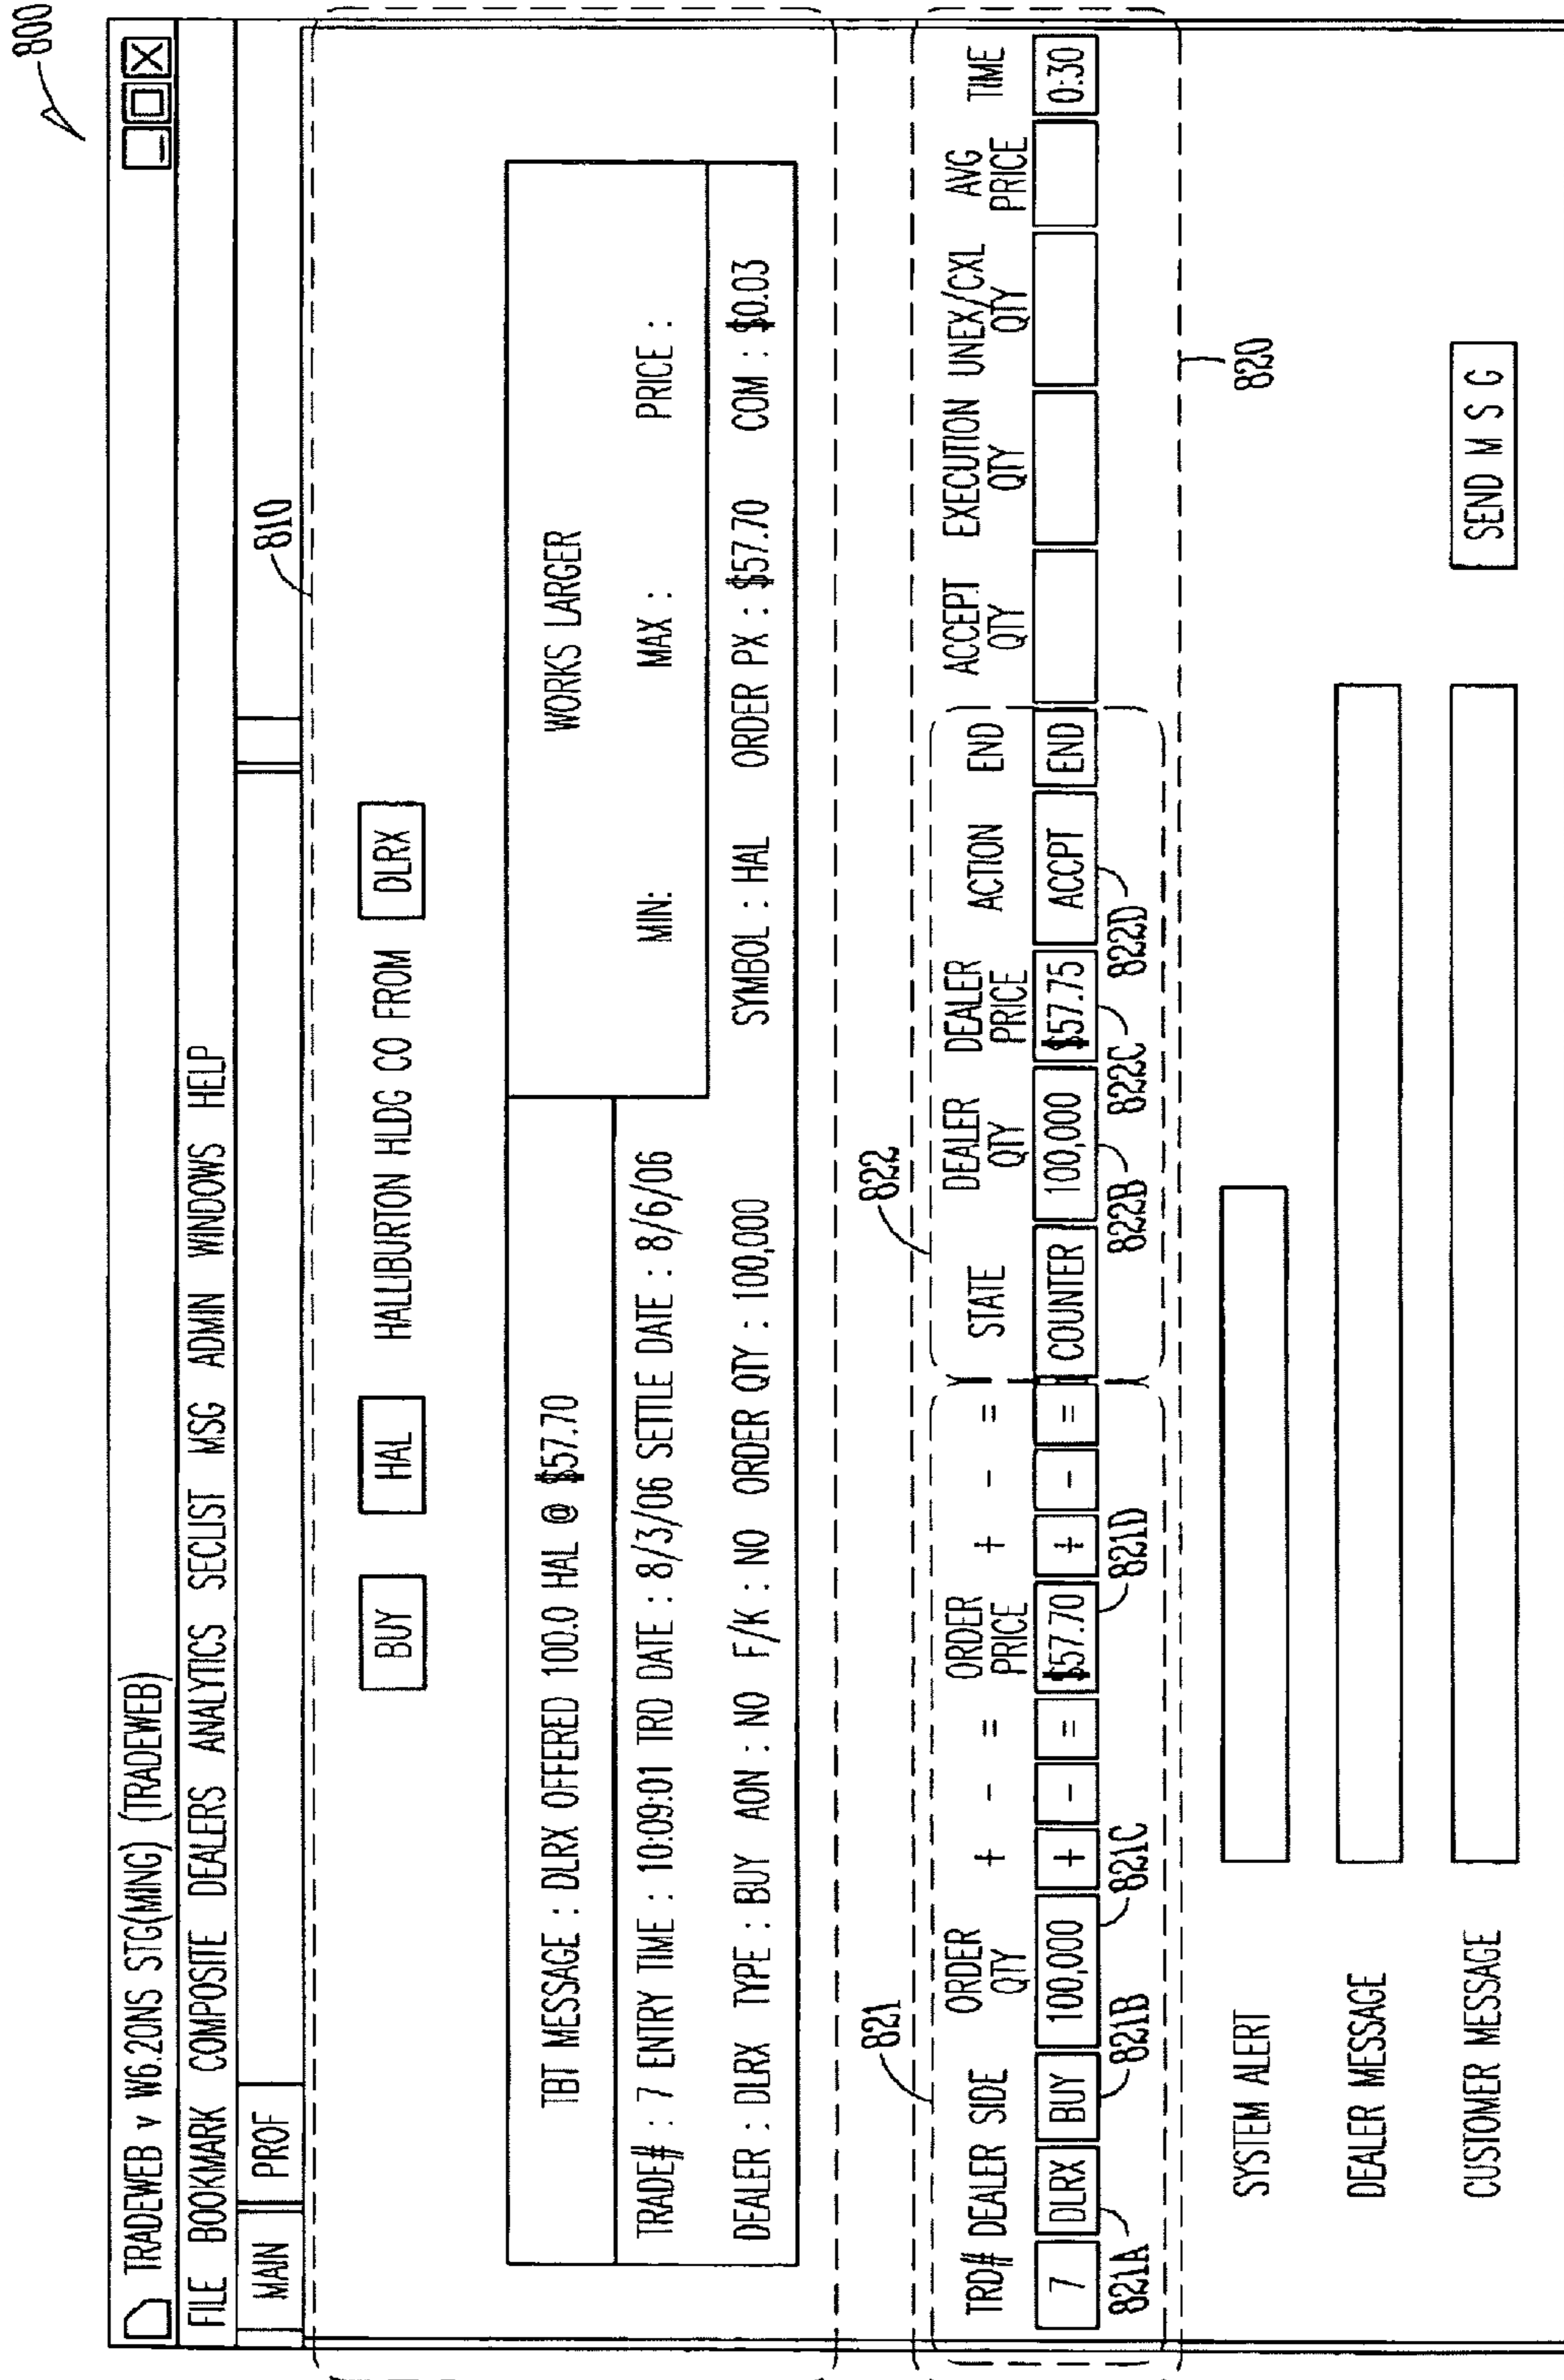 800
TRADEWEB v W6.20NS STG(MING) (TRADEWEB)
FILE BOOKMARK COMPOSITE DEALERS ANALYTICS SECLIST MSG ADMIN WINDOWS HELP
MAIN PROF
810
BUY HAL HALLIBURTON HLDG CO FROM DLRX
TBT MESSAGE : DLRX OFFERED 100.0 HAL @ $57.70
WORKS LARGER
TRADE# : 7 ENTRY TIME : 10:09:01 TRD DATE : 8/3/06 SETTLE DATE : 8/6/06
MIN: MAX : PRICE :
DEALER : DLRX TYPE : BUY AON : NO F/K : NO ORDER QTY : 100,000 SYMBOL : HAL ORDER PX : $57.70 COM : $0.03
821 822
TRD# DEALER SIDE ORDER QTY + - = ORDER PRICE + - = STATE DEALER QTY DEALER PRICE ACTION END ACCEPT QTY EXECUTION QTY UNEX/CXL QTY AVG PRICE TIME
7 DLRX BUY 100,000 + - = $57.70 + - = COUNTER 100,000 $57.75 ACCPT END 0:30
821A 821B 821C 821D 822B 822C 822D
820
SYSTEM ALERT
DEALER MESSAGE
CUSTOMER MESSAGE SEND M S G